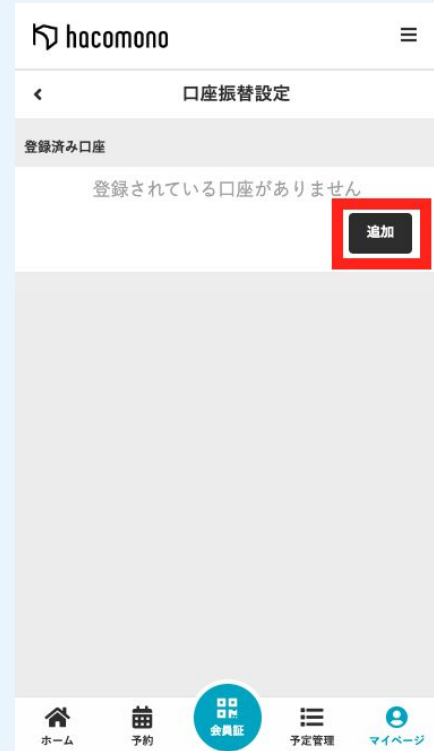 hacomono
口座振替設定
登録済み口座
登録されている口座がありません
追加
ホーム
予約
会員証
予定管理
マイページ